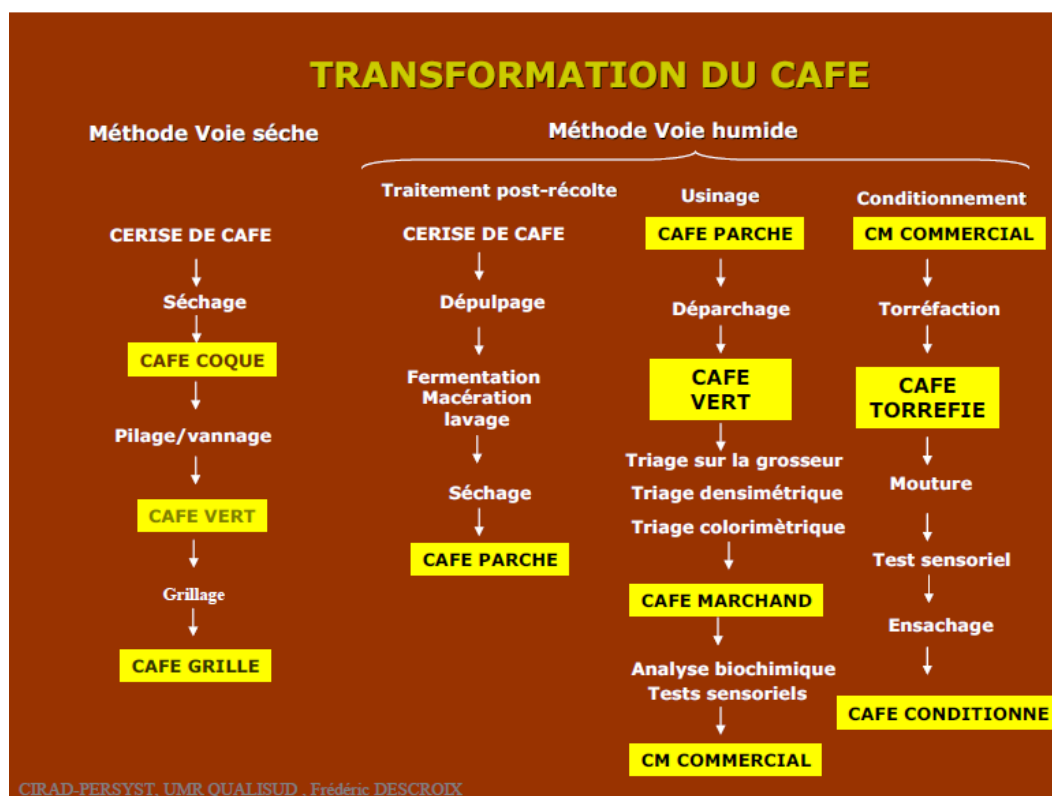 TRANSFORMATION DU CAFE
Méthode Voie séche
CERISE DE CAFE
Séchage
CAFE COQUE
Pilage/vannage
CAFE VERT
Grillage
CAFE GRILLE
Méthode Voie humide
Traitement post-récolte
CERISE DE CAFE
Dépulpage
Fermentation
Macération
lavage
Séchage
CAFE PARCHE
Usinage
CAFE PARCHE
Déparchage
CAFE
VERT
Triage sur la grosseur
Triage densimétrique
Triage colorimètrique
CAFE MARCHAND
Analyse biochimique
Tests sensoriels
CM COMMERCIAL
Conditionnement
CM COMMERCIAL
Torréfaction
CAFE
TORREFIE
Mouture
Test sensoriel
Ensachage
CAFE CONDITIONNE
CIRAD-PERSYST, UMR QUALISUD , Frédéric DESCROIX